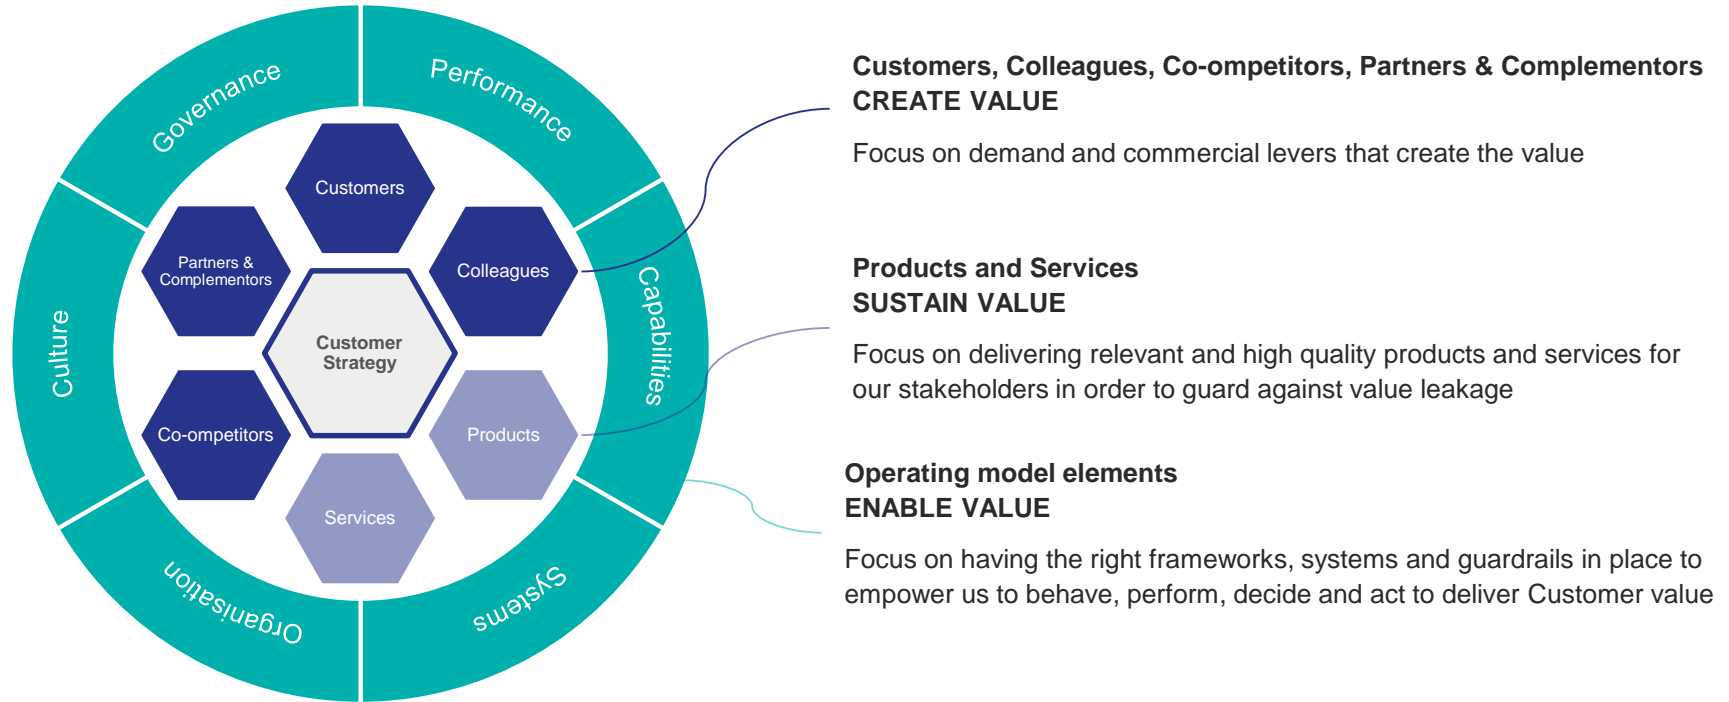 Governance
Performance
Customers
Partners &
Complementors
Colleagues
Capabilities
Culture
Customer
Strategy
Co-ompetitors
Products
Services
Organisation
Systems
Customers, Colleagues, Co-ompetitors, Partners & Complementors
CREATE VALUE
Focus on demand and commercial levers that create the value
Products and Services
SUSTAIN VALUE
Focus on delivering relevant and high quality products and services for
our stakeholders in order to guard against value leakage
Operating model elements
ENABLE VALUE
Focus on having the right frameworks, systems and guardrails in place to
empower us to behave, perform, decide and act to deliver Customer value